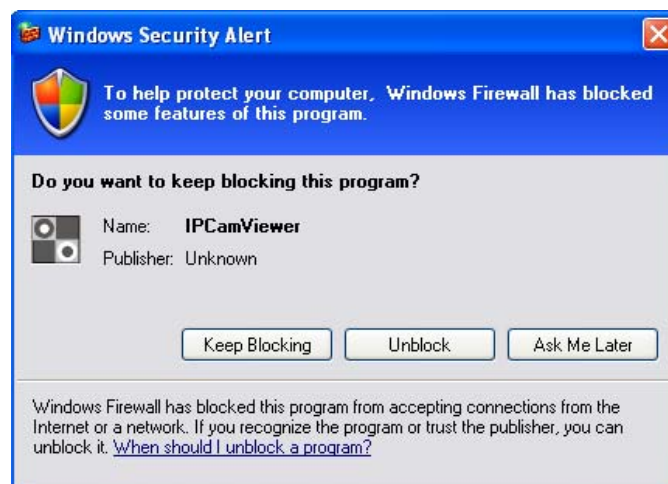 Windows Security Alert
To help protect your computer, Windows Firewall has blocked
some features of this program.
Do you want to keep blocking this program?
Name: IPCamViewer
Publisher: Unknown
Keep Blocking Unblock Ask Me Later
Windows Firewall has blocked this program from accepting connections from the
Internet or a network. If you recognize the program or trust the publisher, you can
unblock it. When should I unblock a program?